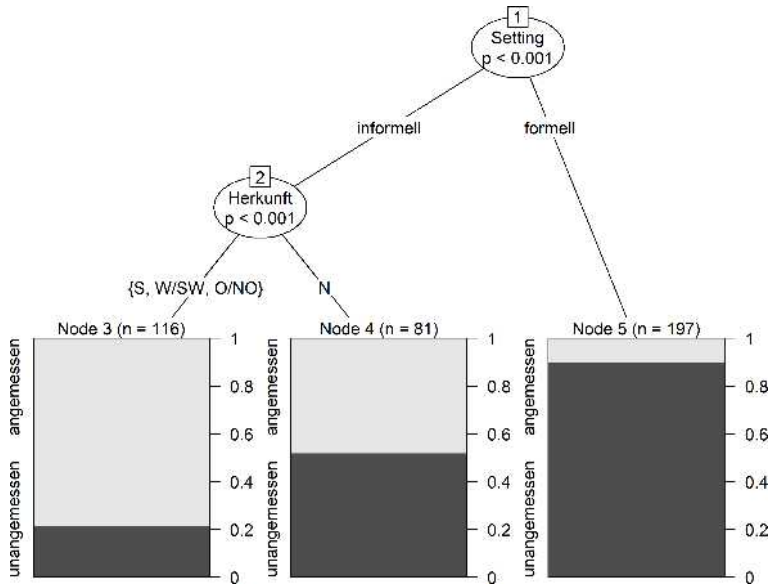 1
Setting
p < 0.001
informell
formell
2
Herkunft
p < 0.001
{S, W/SW, O/NO}
N
Node 3 (n = 116)
angemessen
unangemessen
1
0.8
0.6
0.4
0.2
0
Node 4 (n = 81)
angemessen
unangemessen
1
0.8
0.6
0.4
0.2
0
Node 5 (n = 197)
angemessen
unangemessen
1
0.8
0.6
0.4
0.2
0